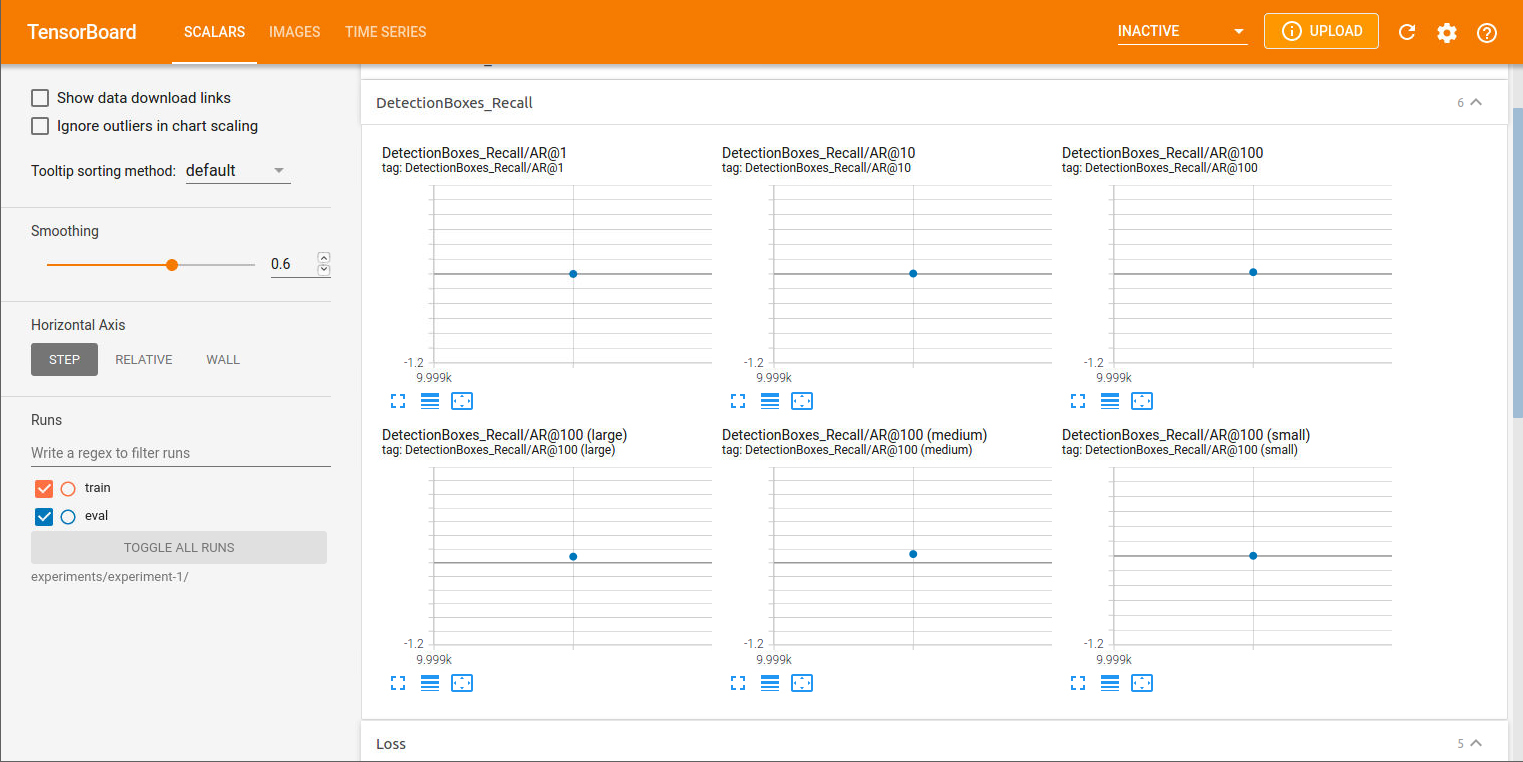 TensorBoard
SCALARS
IMAGES
TIME SERIES
INACTIVE
UPLOAD
Show data download links
Ignore outliers in chart scaling
Tooltip sorting method: default
Smoothing
0.6
Horizontal Axis
STEP
RELATIVE
WALL
Runs
Write a regex to filter runs
train
eval
TOGGLE ALL RUNS
experiments/experiment-1/
DetectionBoxes_Recall
6
DetectionBoxes_Recall/AR@1
tag: DetectionBoxes_Recall/AR@1
-1.2
9.999k
DetectionBoxes_Recall/AR@10
tag: DetectionBoxes_Recall/AR@10
-1.2
9.999k
DetectionBoxes_Recall/AR@100
tag: DetectionBoxes_Recall/AR@100
-1.2
9.999k
DetectionBoxes_Recall/AR@100 (large)
tag: DetectionBoxes_Recall/AR@100 (large)
-1.2
9.999k
DetectionBoxes_Recall/AR@100 (medium)
tag: DetectionBoxes_Recall/AR@100 (medium)
-1.2
9.999k
DetectionBoxes_Recall/AR@100 (small)
tag: DetectionBoxes_Recall/AR@100 (small)
-1.2
9.999k
Loss
5